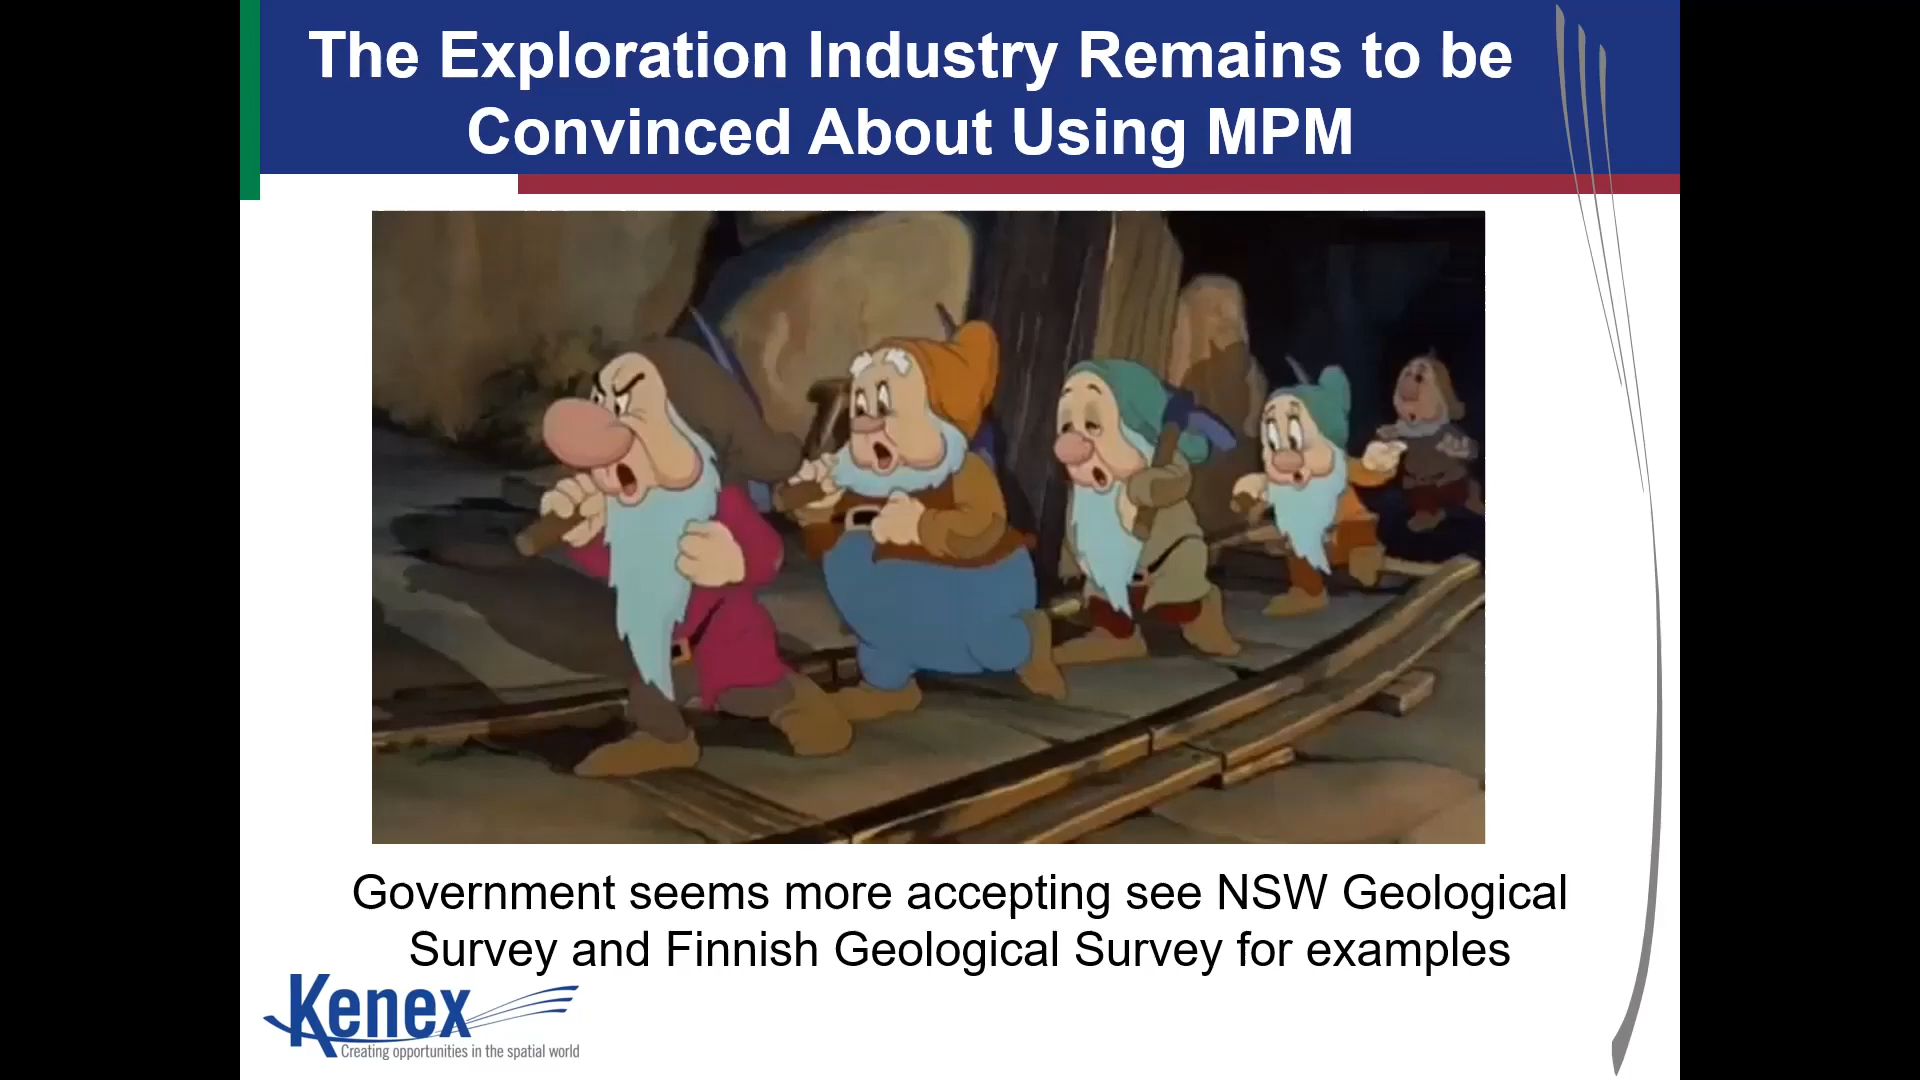 The Exploration Industry Remains to be
Convinced About Using MPM
Government seems more accepting see NSW Geological
Survey and Finnish Geological Survey for examples
Kenex
Creating opportunities in the spatial world